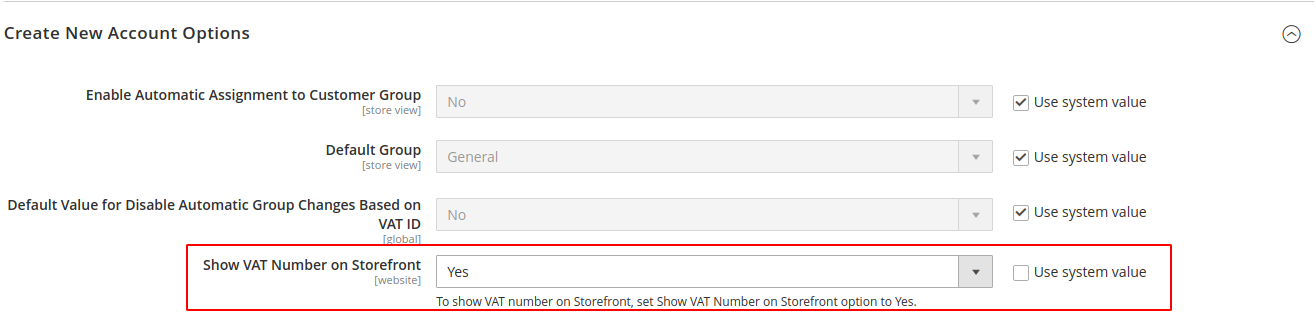 Create New Account Options
Enable Automatic Assignment to Customer Group
[store view]
No
Use system value
Default Group
[store view]
General
Use system value
Default Value for Disable Automatic Group Changes Based on
VAT ID
[global]
No
Use system value
Show VAT Number on Storefront
[website]
Yes
Use system value
To show VAT number on Storefront, set Show VAT Number on Storefront option to Yes.